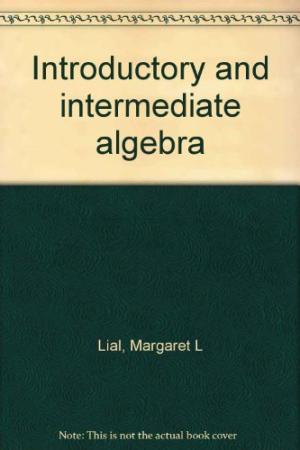 Introductory and
intermediate
algebra
Lial, Margaret L
Note: This is not the actual book cover